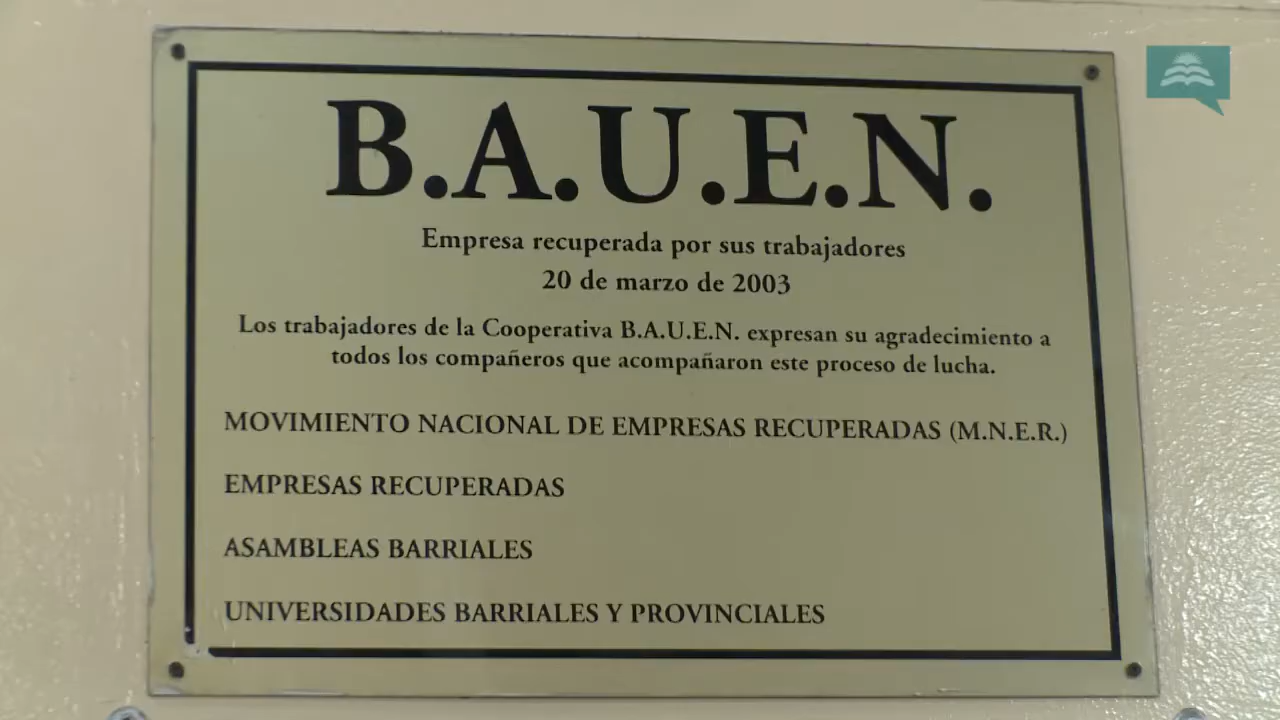 B.A.U.E.N.
Empresa recuperada por sus trabajadores
20 de marzo de 2003
Los trabajadores de la Cooperativa B.A.U.E.N. expresan su agradecimiento a
todos los compañeros que acompañaron este proceso de lucha.
MOVIMIENTO NACIONAL DE EMPRESAS RECUPERADAS (M.N.E.R.)
EMPRESAS RECUPERADAS
ASAMBLEAS BARRIALES
UNIVERSIDADES BARRIALES Y PROVINCIALES